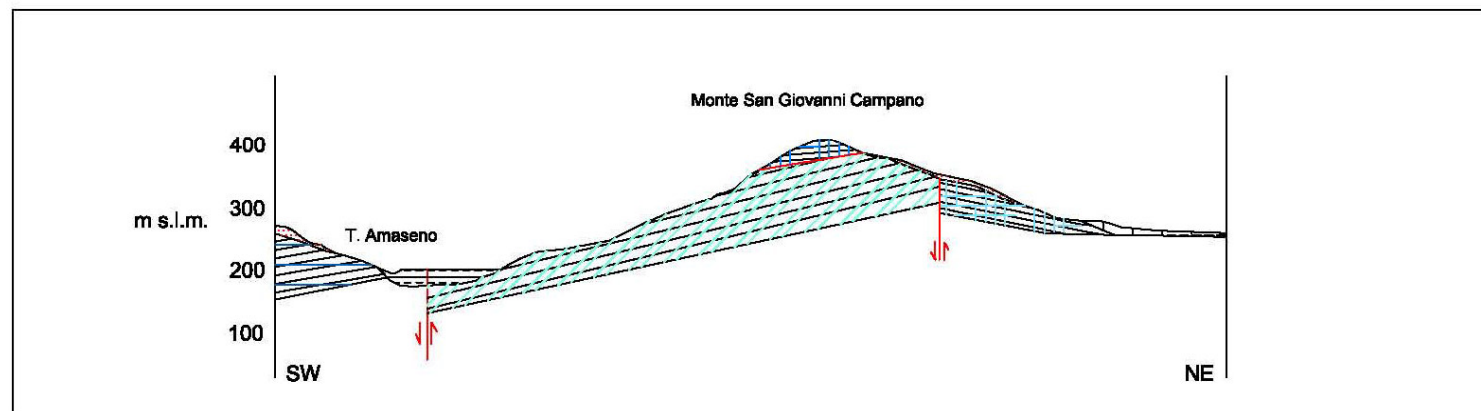 Monte San Giovanni Campano
400
300
m s.l.m.
T. Amaseno
200
100
SW
NE